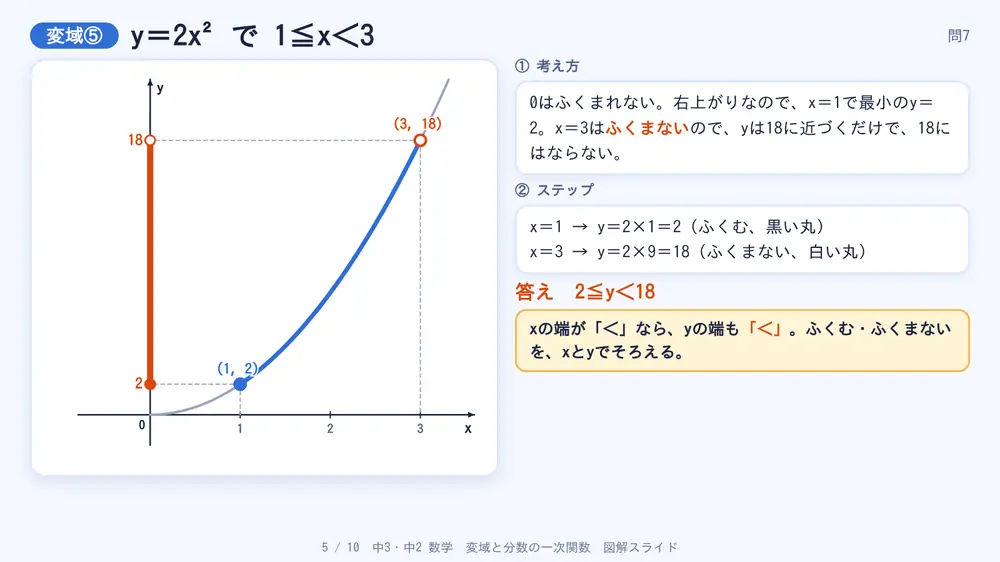 変域⑤ y＝2x² で 1≦x＜3
問7
y
18
(3, 18)
(1, 2)
2
0
1
2
3
x
① 考え方
0はふくまれない。右上がりなので、x＝1で最小のy＝
2。x＝3はふくまないので、yは18に近づくだけで、18に
はならない。
② ステップ
x＝1 → y＝2×1＝2（ふくむ、黒い丸）
x＝3 → y＝2×9＝18（ふくまない、白い丸）
答え 2≦y＜18
xの端が「＜」なら、yの端も「＜」。ふくむ・ふくまない
を、xとyでそろえる。
5 / 10 中3・中2 数学 変域と分数の一次関数 図解スライド